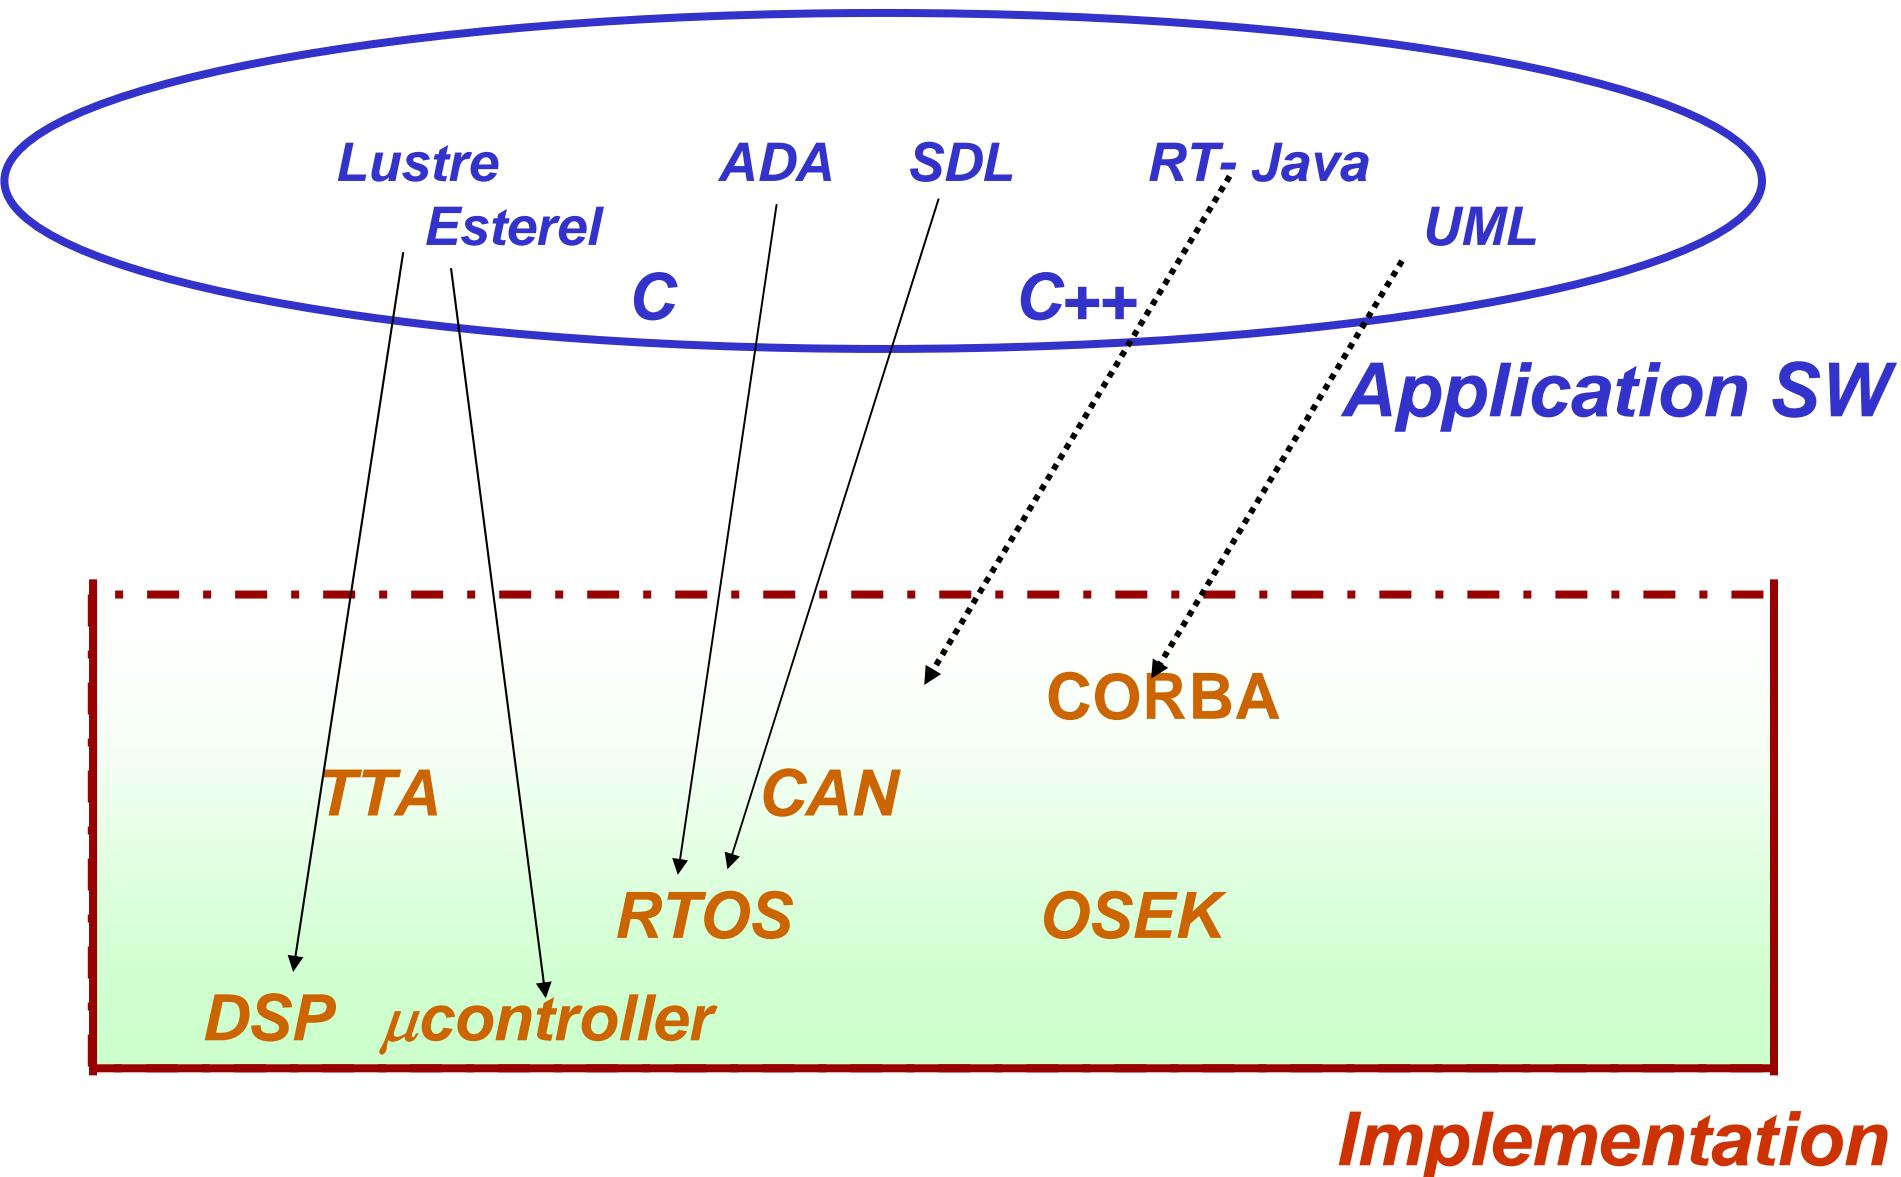 Lustre ADA SDL RT- Java
Esterel UML
C C++
Application SW
CORBA
TTA CAN
RTOS OSEK
DSP μcontroller
Implementation